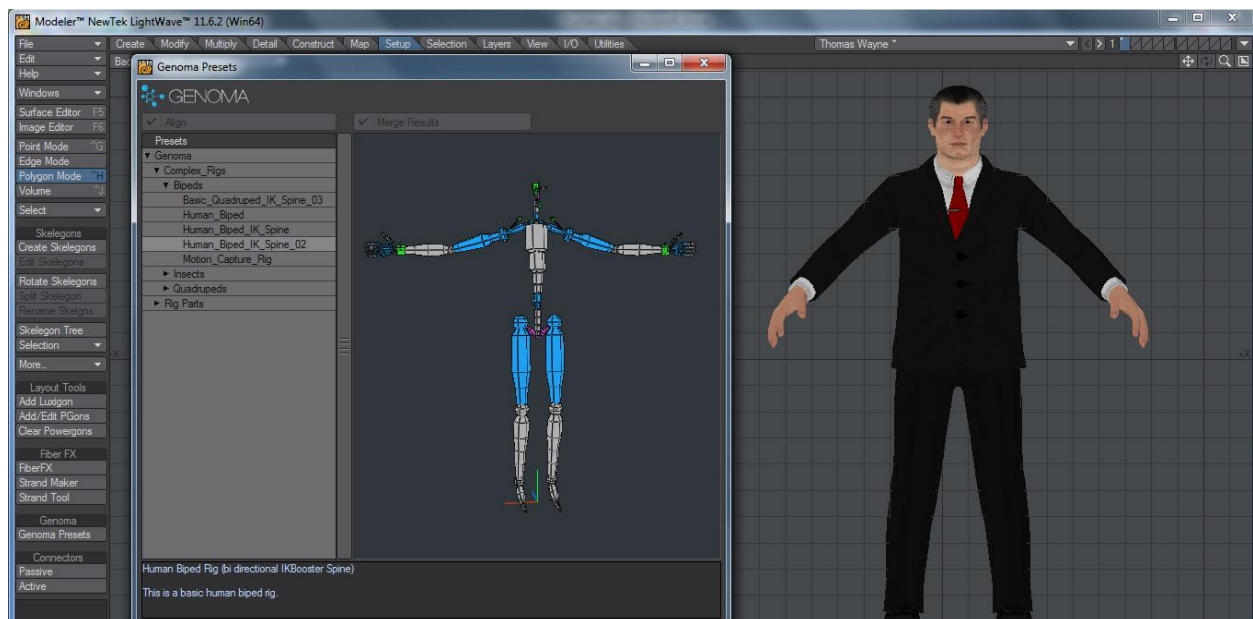 Modeler™ NewTek LightWave™ 11.6.2 (Win64)
File Create Modify Multiply Detail Construct Map Setup Selection Layers View I/O Utilities Thomas Wayne * 1
Edit
Help
Windows
Surface Editor F5
Image Editor F6
Point Mode ^G
Edge Mode
Polygon Mode ^H
Volume ^J
Select
Skelegons
Create Skelegons
Edit Skelegons
Rotate Skelegons
Split Skelegon
Rename Skelgns
Skelegon Tree
Selection
More...
Layout Tools
Add Luxigon
Add/Edit PGons
Clear Powergons
Fiber FX
FiberFX
Strand Maker
Strand Tool
Genoma
Genoma Presets
Connectors
Passive
Active
Bac
Genoma Presets
GENOMA
Align
Merge Results
Presets
Genoma
Complex_Rigs
Bipeds
Basic_Quadruped_IK_Spine_03
Human_Biped
Human_Biped_IK_Spine
Human_Biped_IK_Spine_02
Motion_Capture_Rig
Insects
Quadrupeds
Rig Parts
Human Biped Rig (bi directional IKBooster Spine)
This is a basic human biped rig.
+X